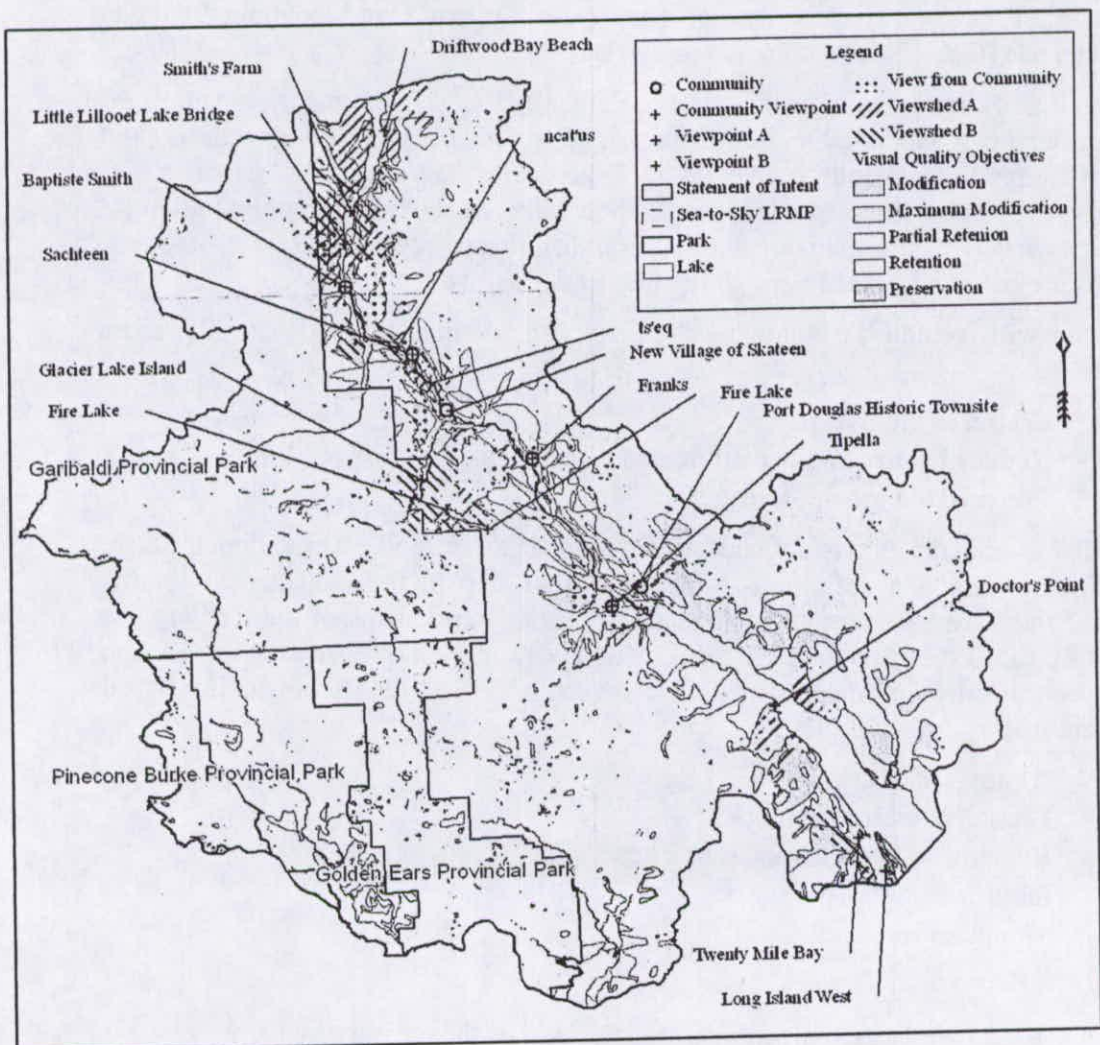 Driftwood Bay Beach
Smith's Farm
Little Lillooet Lake Bridge
ncat'us
Baptiste Smith
Sachteen
Glacier Lake Island
Fire Lake
Garibaldi Provincial Park
Legend
Community
Community Viewpoint
Viewpoint A
Viewpoint B
Statement of Intent
Sea-to-Sky LRMP
Park
Lake
View from Community
Viewshed A
Viewshed B
Visual Quality Objectives
Modification
Maximum Modification
Partial Retenion
Retention
Preservation
ts'eq
New Village of Skateen
Franks
Fire Lake
Port Douglas Historic Townsite
Tipella
Doctor's Point
Pinecone Burke Provincial Park
Golden Ears Provincial Park
Twenty Mile Bay
Long Island West